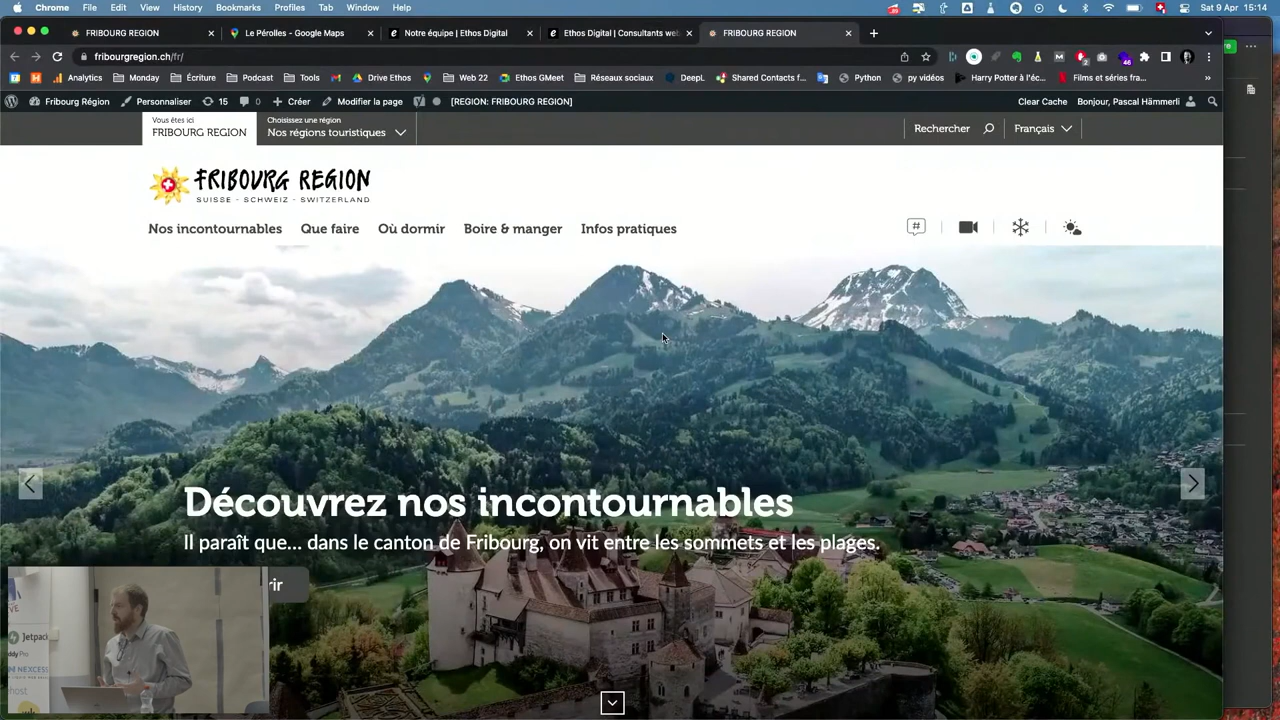 Chrome File Edit View History Bookmarks Profiles Tab Window Help Sat 9 Apr 15:14
FRIBOURG REGION Le Pérolles - Google Maps Notre équipe | Ethos Digital Ethos Digital | Consultants web FRIBOURG REGION
fribourgregion.ch/fr/
Analytics Monday Écriture Podcast Tools Drive Ethos Web 22 Ethos GMeet Réseaux sociaux DeepL Shared Contacts f... Python py vidéos Harry Potter à l'éc... Films et séries fra... »
Fribourg Région Personnaliser 15 0 Créer Modifier la page [REGION: FRIBOURG REGION] Clear Cache Bonjour, Pascal Hämmerli
Vous êtes ici
FRIBOURG REGION
Choisissez une région
Nos régions touristiques
Rechercher
Français
FRIBOURG REGION
SUISSE - SCHWEIZ - SWITZERLAND
Nos incontournables Que faire Où dormir Boire & manger Infos pratiques
#
Découvrez nos incontournables
Il paraît que... dans le canton de Fribourg, on vit entre les sommets et les plages.
rir
Jetpack
NEXCESS